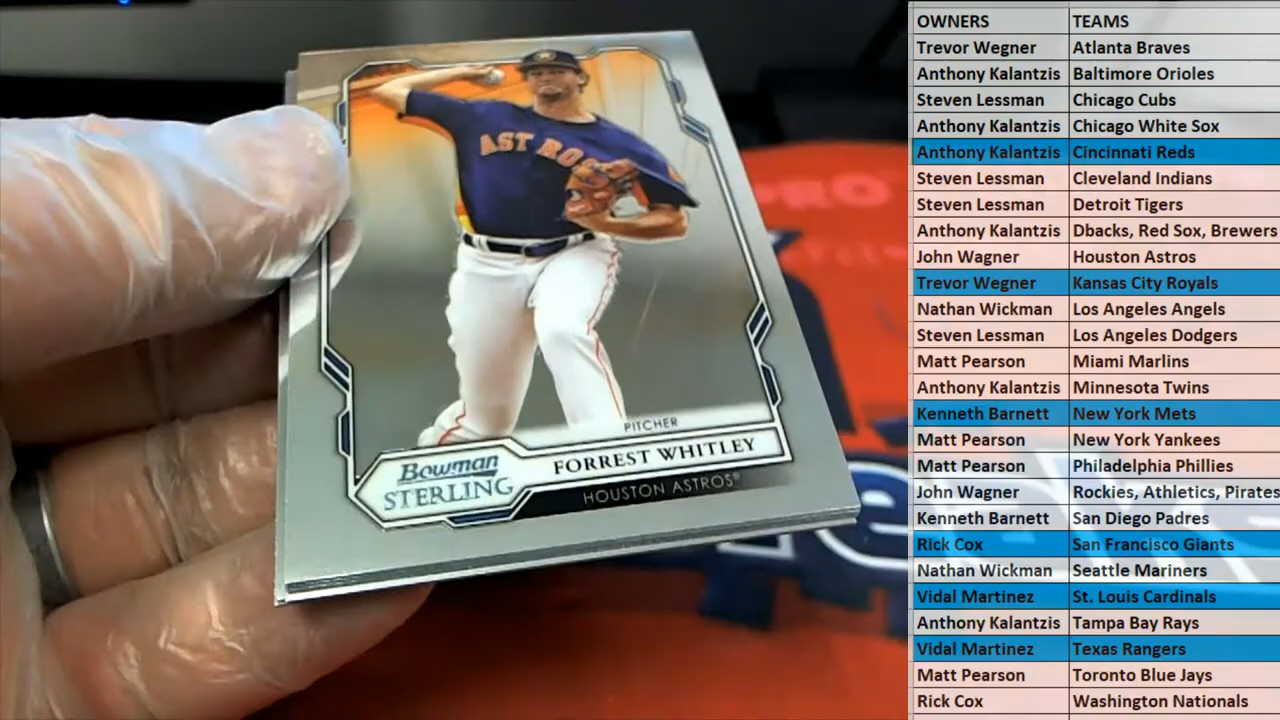 ASTROS
PITCHER
Bowman
STERLING
FORREST WHITLEY
HOUSTON ASTROS
PRO
OWNERS TEAMS
Trevor Wegner Atlanta Braves
Anthony Kalantzis Baltimore Orioles
Steven Lessman Chicago Cubs
Anthony Kalantzis Chicago White Sox
Anthony Kalantzis Cincinnati Reds
Steven Lessman Cleveland Indians
Steven Lessman Detroit Tigers
Anthony Kalantzis Dbacks, Red Sox, Brewers
John Wagner Houston Astros
Trevor Wegner Kansas City Royals
Nathan Wickman Los Angeles Angels
Steven Lessman Los Angeles Dodgers
Matt Pearson Miami Marlins
Anthony Kalantzis Minnesota Twins
Kenneth Barnett New York Mets
Matt Pearson New York Yankees
Matt Pearson Philadelphia Phillies
John Wagner Rockies, Athletics, Pirates
Kenneth Barnett San Diego Padres
Rick Cox San Francisco Giants
Nathan Wickman Seattle Mariners
Vidal Martinez St. Louis Cardinals
Anthony Kalantzis Tampa Bay Rays
Vidal Martinez Texas Rangers
Matt Pearson Toronto Blue Jays
Rick Cox Washington Nationals